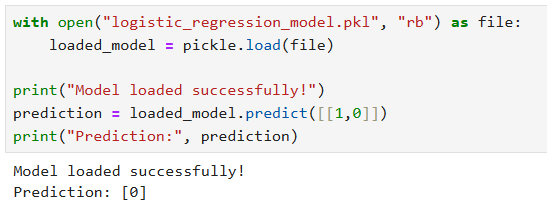 with open("logistic_regression_model.pkl", "rb") as file:
    loaded_model = pickle.load(file)
print("Model loaded successfully!")
prediction = loaded_model.predict([[1,0]])
print("Prediction:", prediction)
Model loaded successfully!
Prediction: [0]